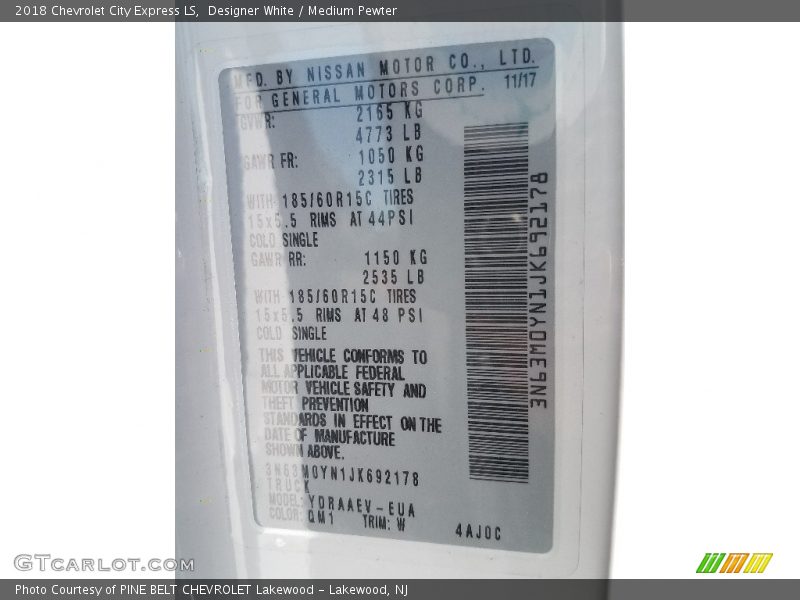 2018 Chevrolet City Express LS,  Designer White / Medium Pewter
MFD. BY NISSAN MOTOR CO., LTD.
FOR GENERAL MOTORS CORP. 11/17
GVWR: 2165 KG
4773 LB
GAWR FR: 1050 KG
2315 LB
WITH 185/60R15C TIRES
15x5.5 RIMS AT 44PSI
COLD SINGLE
GAWR RR: 1150 KG
2535 LB
WITH 185/60R15C TIRES
15x5.5 RIMS AT 48 PSI
COLD SINGLE
THIS VEHICLE CONFORMS TO
ALL APPLICABLE FEDERAL
MOTOR VEHICLE SAFETY AND
THEFT PREVENTION
STANDARDS IN EFFECT ON THE
DATE OF MANUFACTURE
SHOWN ABOVE.
3N63M0YN1JK692178
TRUCK
MODEL: YDRAAEV-EUA
COLOR: QM1 TRIM: W 4AJ0C
3N63M0YN1JK692178
GTCarlot.com
Photo Courtesy of PINE BELT CHEVROLET Lakewood - Lakewood, NJ